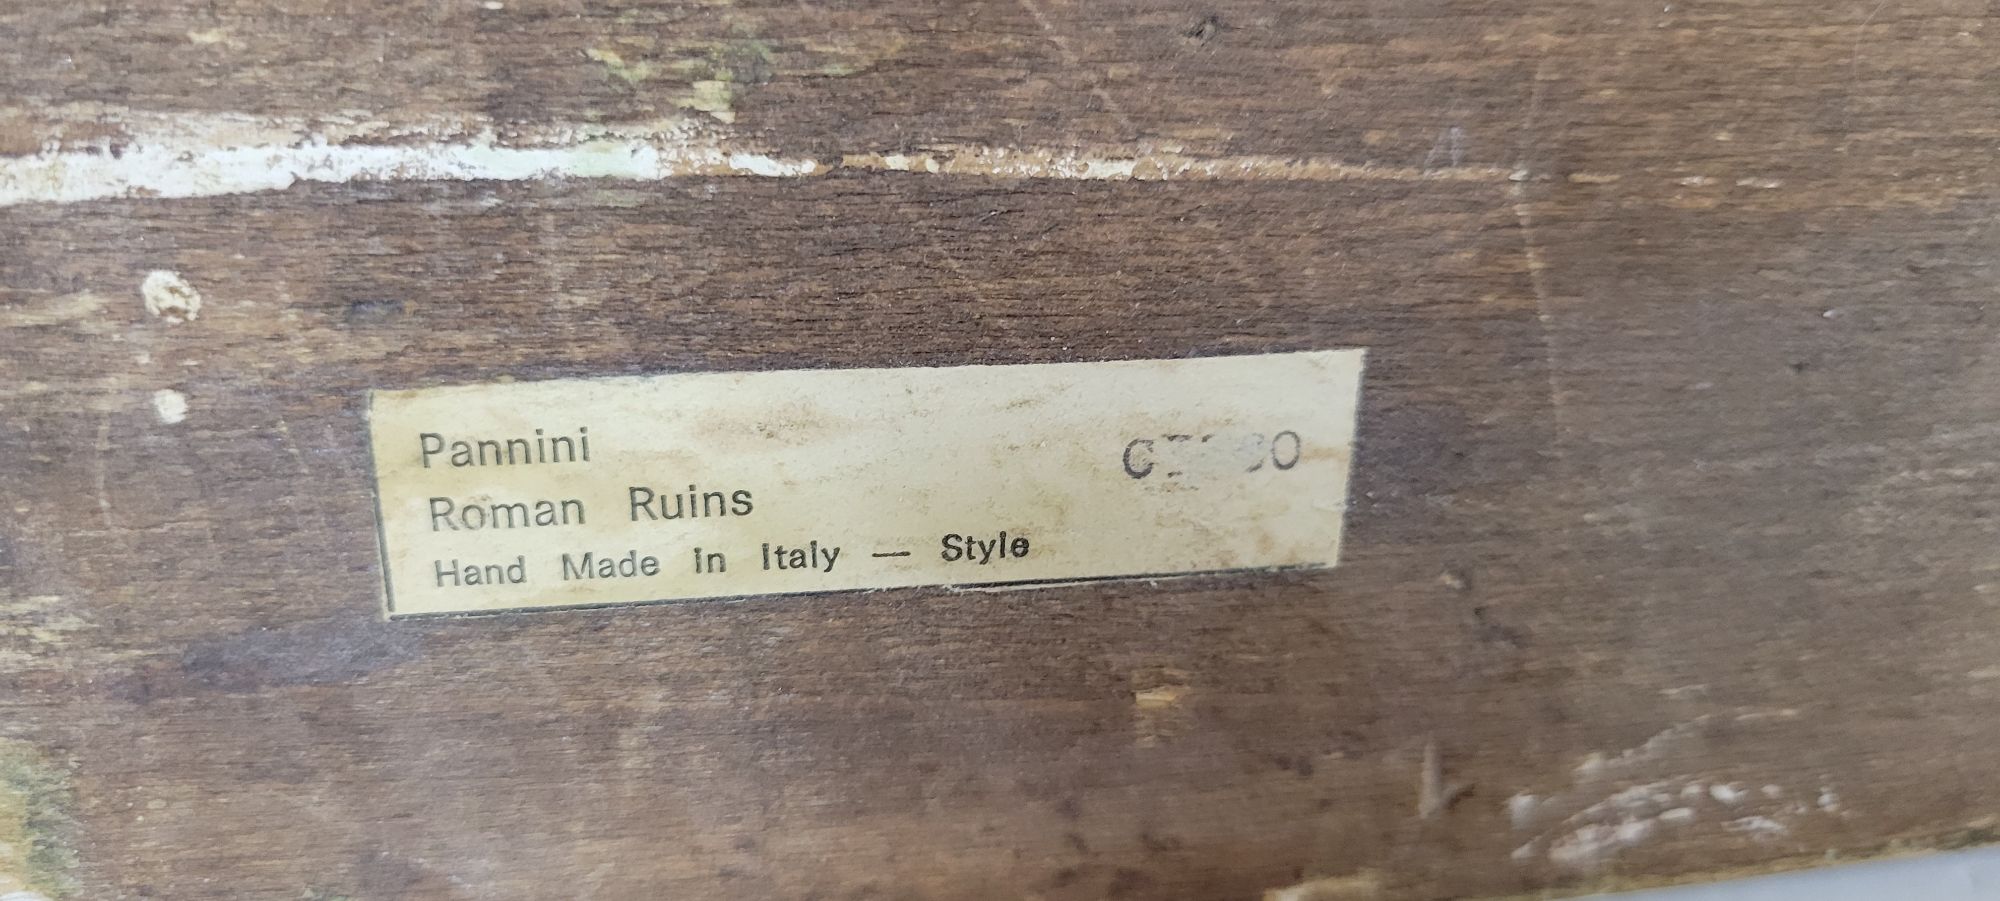 Pannini
Roman Ruins
Hand Made in Italy — Style